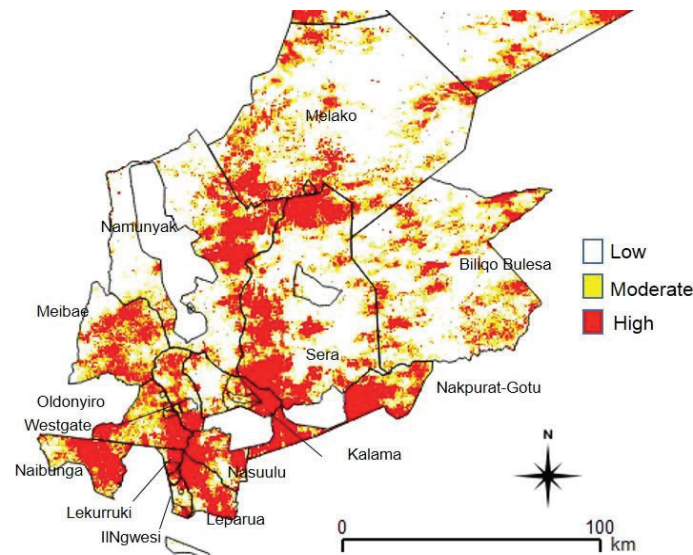 Melako
Namunyak
Low
Biliqo Bulesa
Moderate
Meibae
High
Sera
Oldonyiro
Nakpurat-Gotu
Westgate
Kalama
N
Naibunga
Nasuulu
Lekurruki
Leparua
IlNgwesi
0 100
km